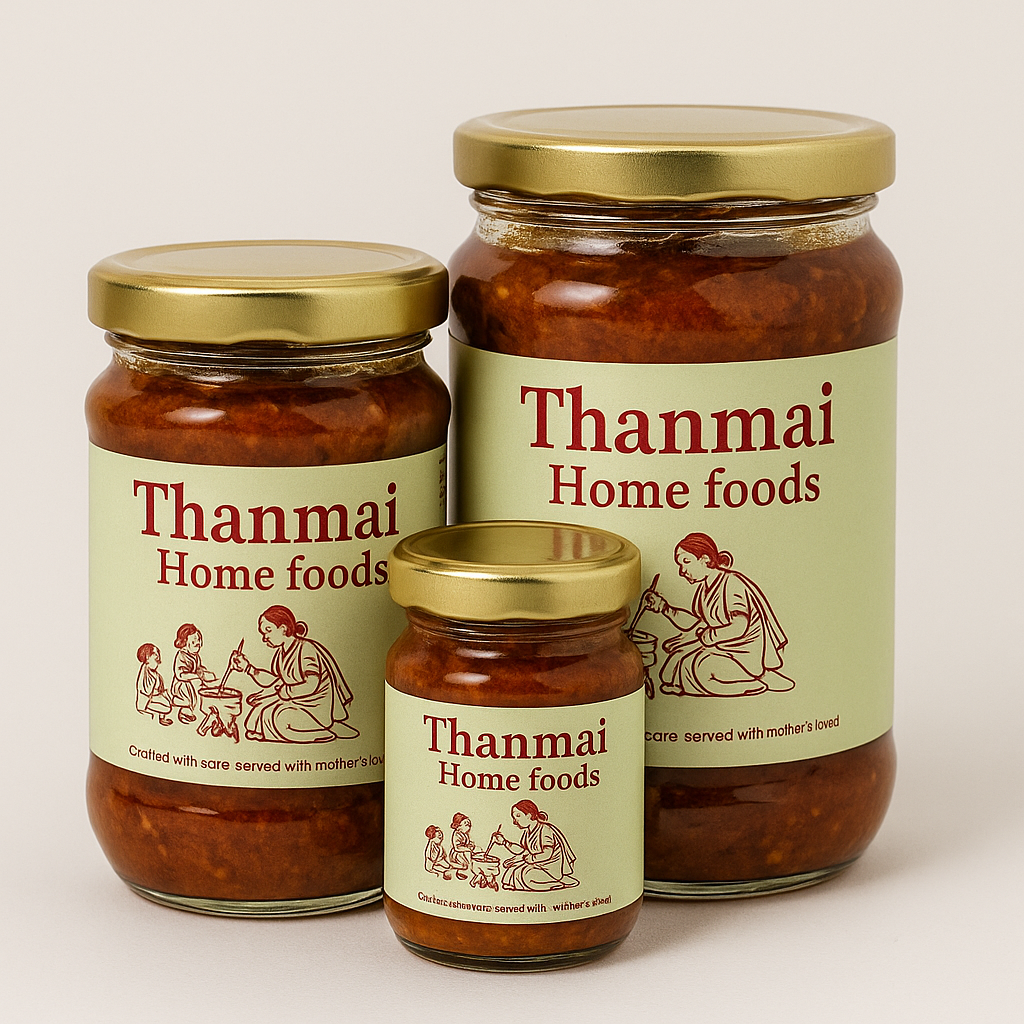 Thanmai
Home foods
Crafted with sare served with mother's lov
Thanmai
Home foods
care served with mother's loved
Thanmai
Home foods
served with